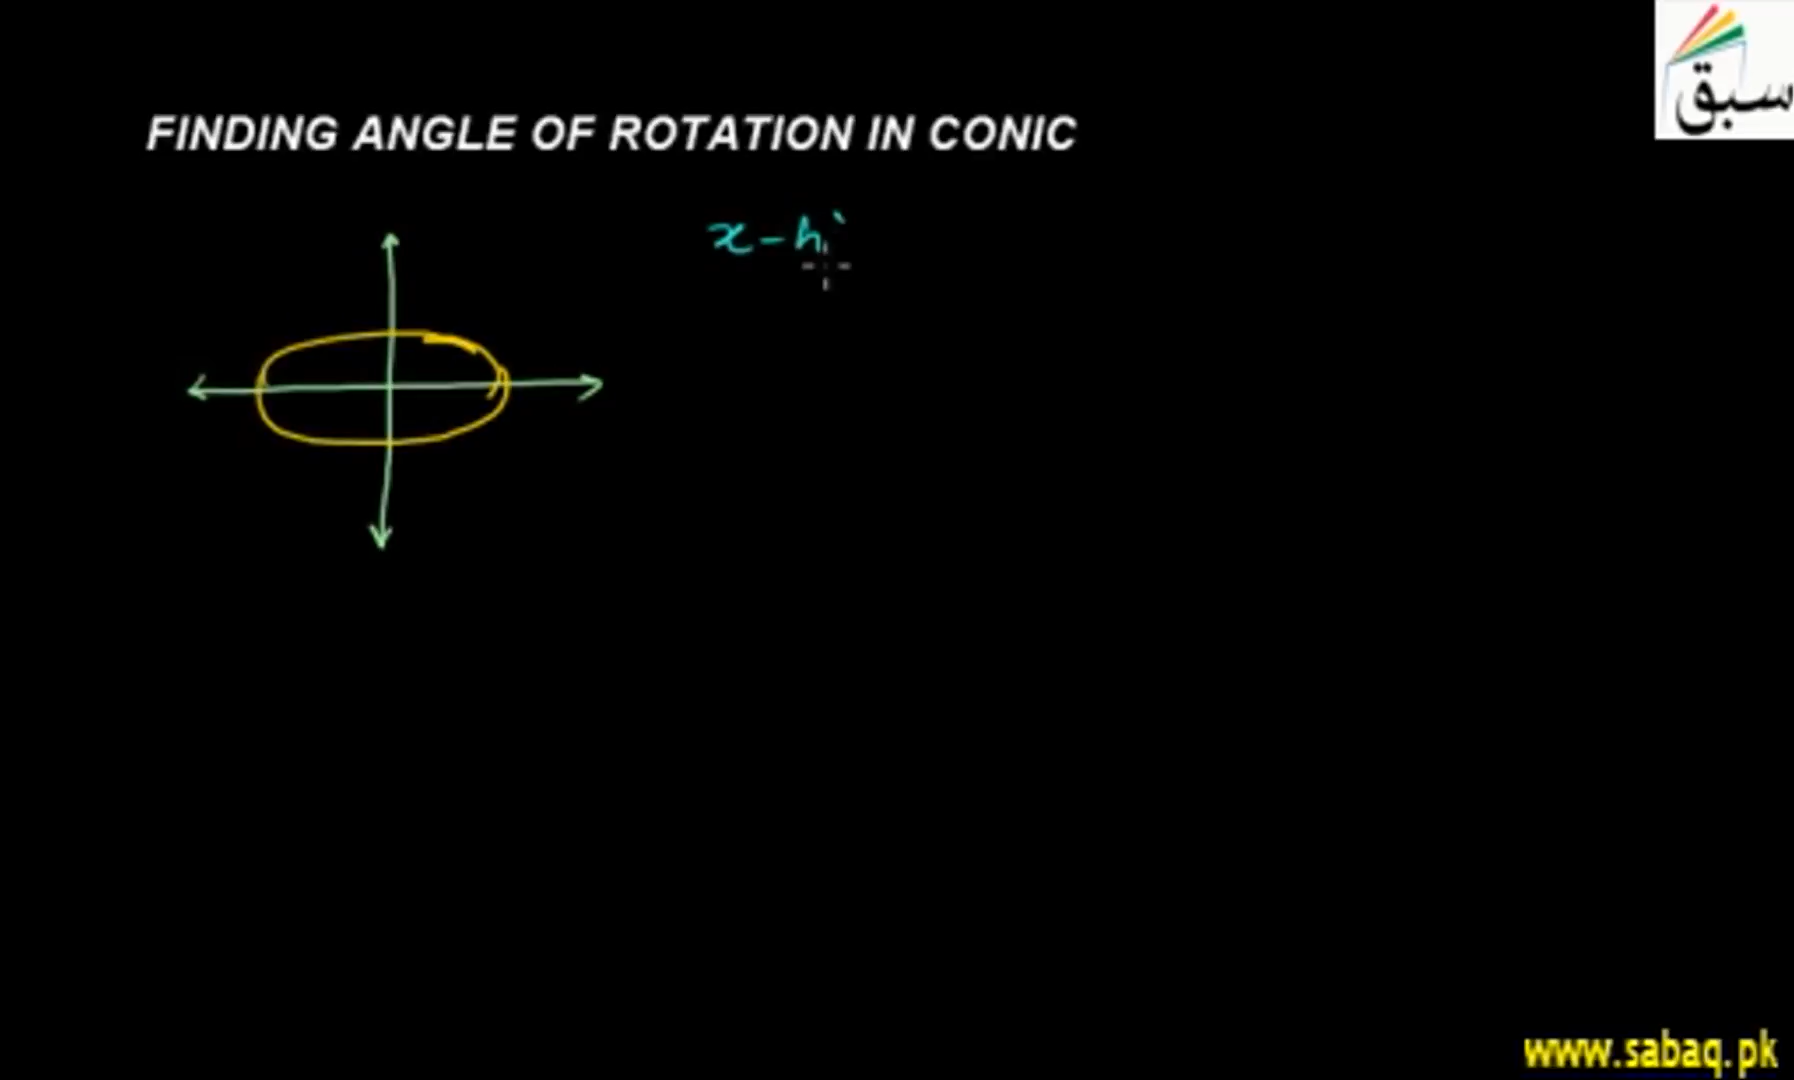 سبق
FINDING ANGLE OF ROTATION IN CONIC
x - h
www.sabaq.pk